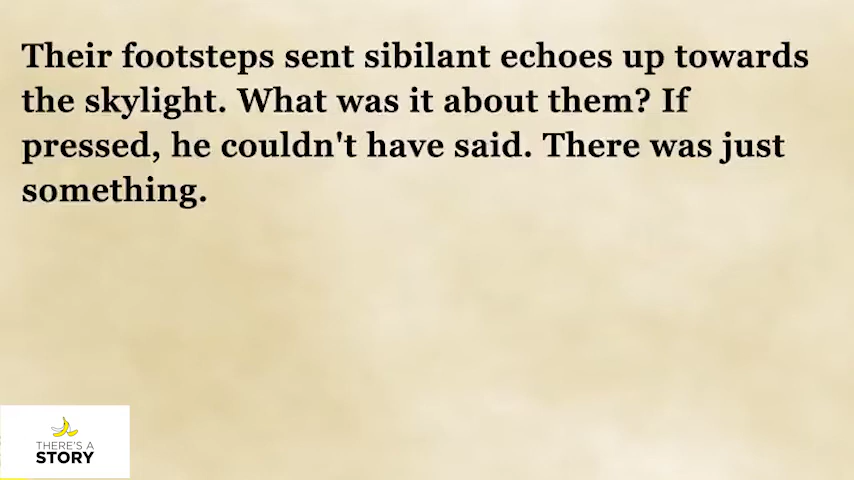 Their footsteps sent sibilant echoes up towards
the skylight. What was it about them? If
pressed, he couldn't have said. There was just
something.
THERE'S A
STORY